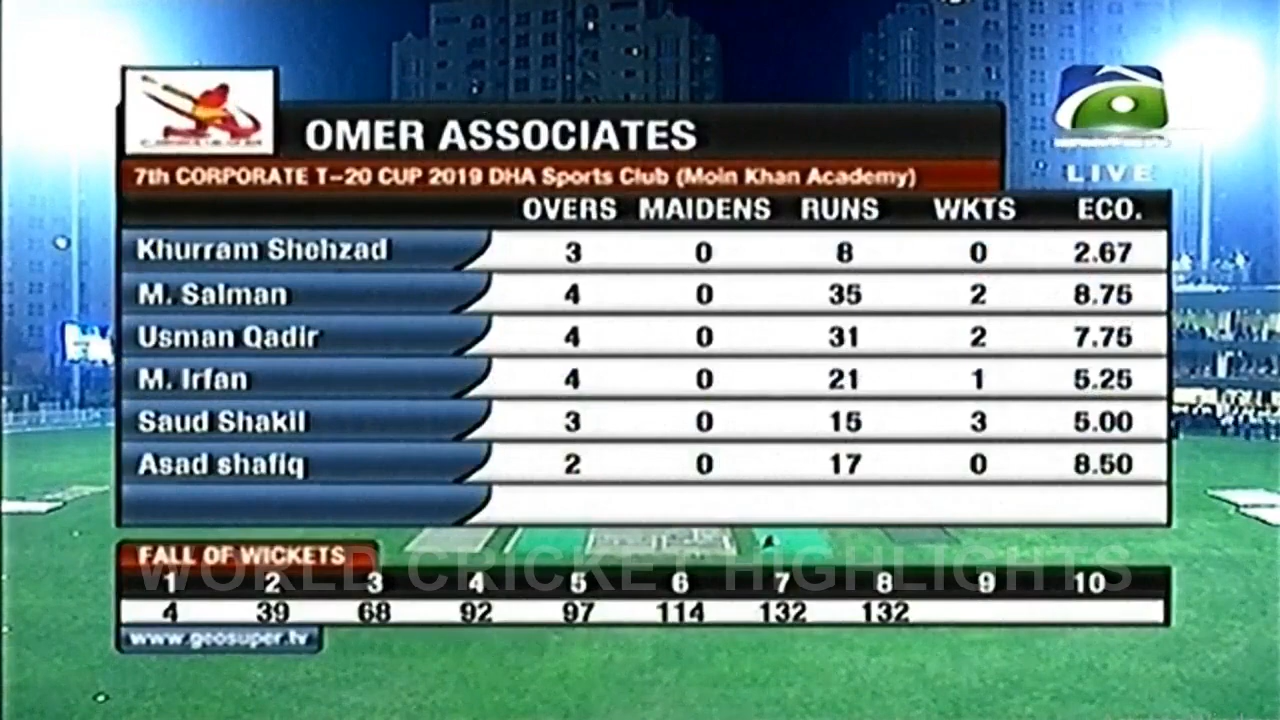 OMER ASSOCIATES
7th CORPORATE T-20 CUP 2019 DHA Sports Club (Moin Khan Academy)
LIVE
OVERS MAIDENS RUNS WKTS ECO.
Khurram Shehzad 3 0 8 0 2.67
M. Salman 4 0 35 2 8.75
Usman Qadir 4 0 31 2 7.75
M. Irfan 4 0 21 1 5.25
Saud Shakil 3 0 15 3 5.00
Asad shafiq 2 0 17 0 8.50
FALL OF WICKETS
WORLD CRICKET HIGHLIGHTS
1 2 3 4 5 6 7 8 9 10
4 39 68 92 97 114 132 132
www.geosuper.tv